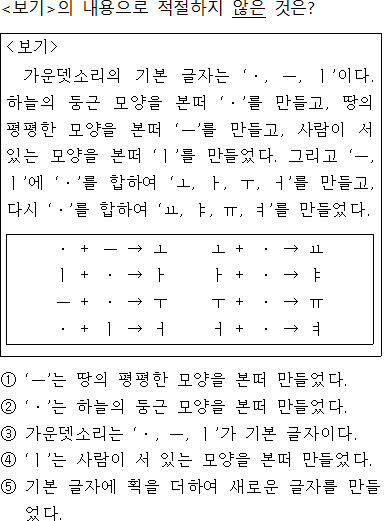 <보기>의 내용으로 적절하지 않은 것은?
<보기>
가운뎃소리의 기본 글자는 ‘ㆍ, ㅡ, ㅣ’이다.
하늘의 둥근 모양을 본떠 ‘ㆍ’를 만들고, 땅의
평평한 모양을 본떠 ‘ㅡ’를 만들고, 사람이 서
있는 모양을 본떠 ‘ㅣ’를 만들었다. 그리고 ‘ㅡ,
ㅣ’에 ‘ㆍ’를 합하여 ‘ㅗ, ㅏ, ㅜ, ㅓ’를 만들고,
다시 ‘ㆍ’를 합하여 ‘ㅛ, ㅑ, ㅠ, ㅕ’를 만들었다.
ㆍ + ㅡ → ㅗ ㅗ + ㆍ → ㅛ
ㅣ + ㆍ → ㅏ ㅏ + ㆍ → ㅑ
ㅡ + ㆍ → ㅜ ㅜ + ㆍ → ㅠ
ㆍ + ㅣ → ㅓ ㅓ + ㆍ → ㅕ
① ‘ㅡ’는 땅의 평평한 모양을 본떠 만들었다.
② ‘ㆍ’는 하늘의 둥근 모양을 본떠 만들었다.
③ 가운뎃소리는 ‘ㆍ, ㅡ, ㅣ’가 기본 글자이다.
④ ‘ㅣ’는 사람이 서 있는 모양을 본떠 만들었다.
⑤ 기본 글자에 획을 더하여 새로운 글자를 만들
었다.